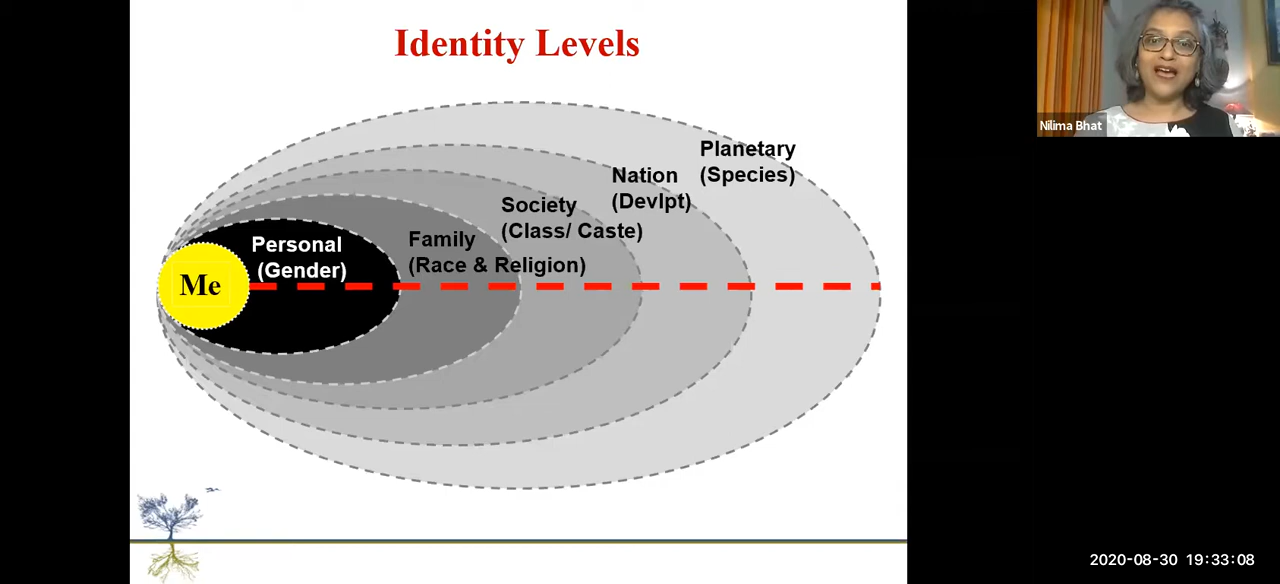 Identity Levels
Planetary
(Species)
Nation
(Devlpt)
Society
(Class/ Caste)
Family
(Race & Religion)
Personal
(Gender)
Me
Nilima Bhat
2020-08-30 19:33:08